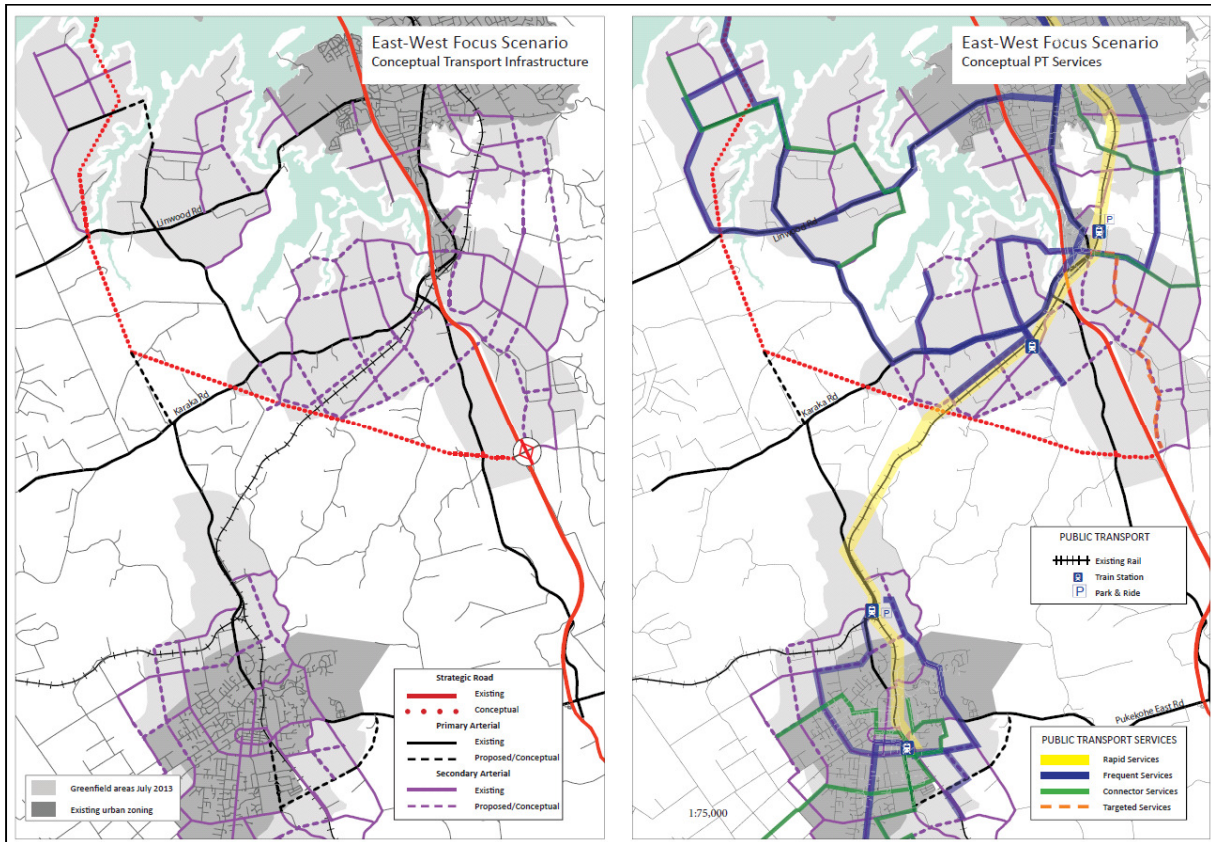 East-West Focus Scenario
Conceptual Transport Infrastructure
Linwood Rd
Karaka Rd
Strategic Road
Existing
Conceptual
Primary Arterial
Existing
Proposed/Conceptual
Secondary Arterial
Existing
Proposed/Conceptual
Greenfield areas July 2013
Existing urban zoning
East-West Focus Scenario
Conceptual PT Services
P
Linwood Rd
Karaka Rd
PUBLIC TRANSPORT
Existing Rail
Train Station
P Park & Ride
P
Pukekohe East Rd
PUBLIC TRANSPORT SERVICES
Rapid Services
Frequent Services
Connector Services
Targeted Services
1:75,000